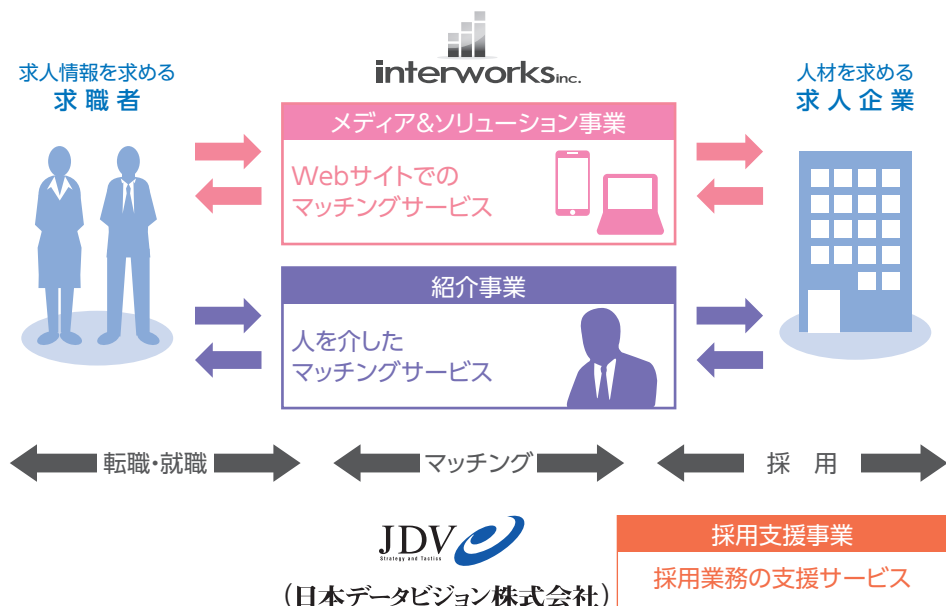 interworks inc.
求人情報を求める
求職者
人材を求める
求人企業
メディア&ソリューション事業
Webサイトでの
マッチングサービス
紹介事業
人を介した
マッチングサービス
転職・就職
マッチング
採 用
JDV
Strategy and Tactics
(日本データビジョン株式会社)
採用支援事業
採用業務の支援サービス